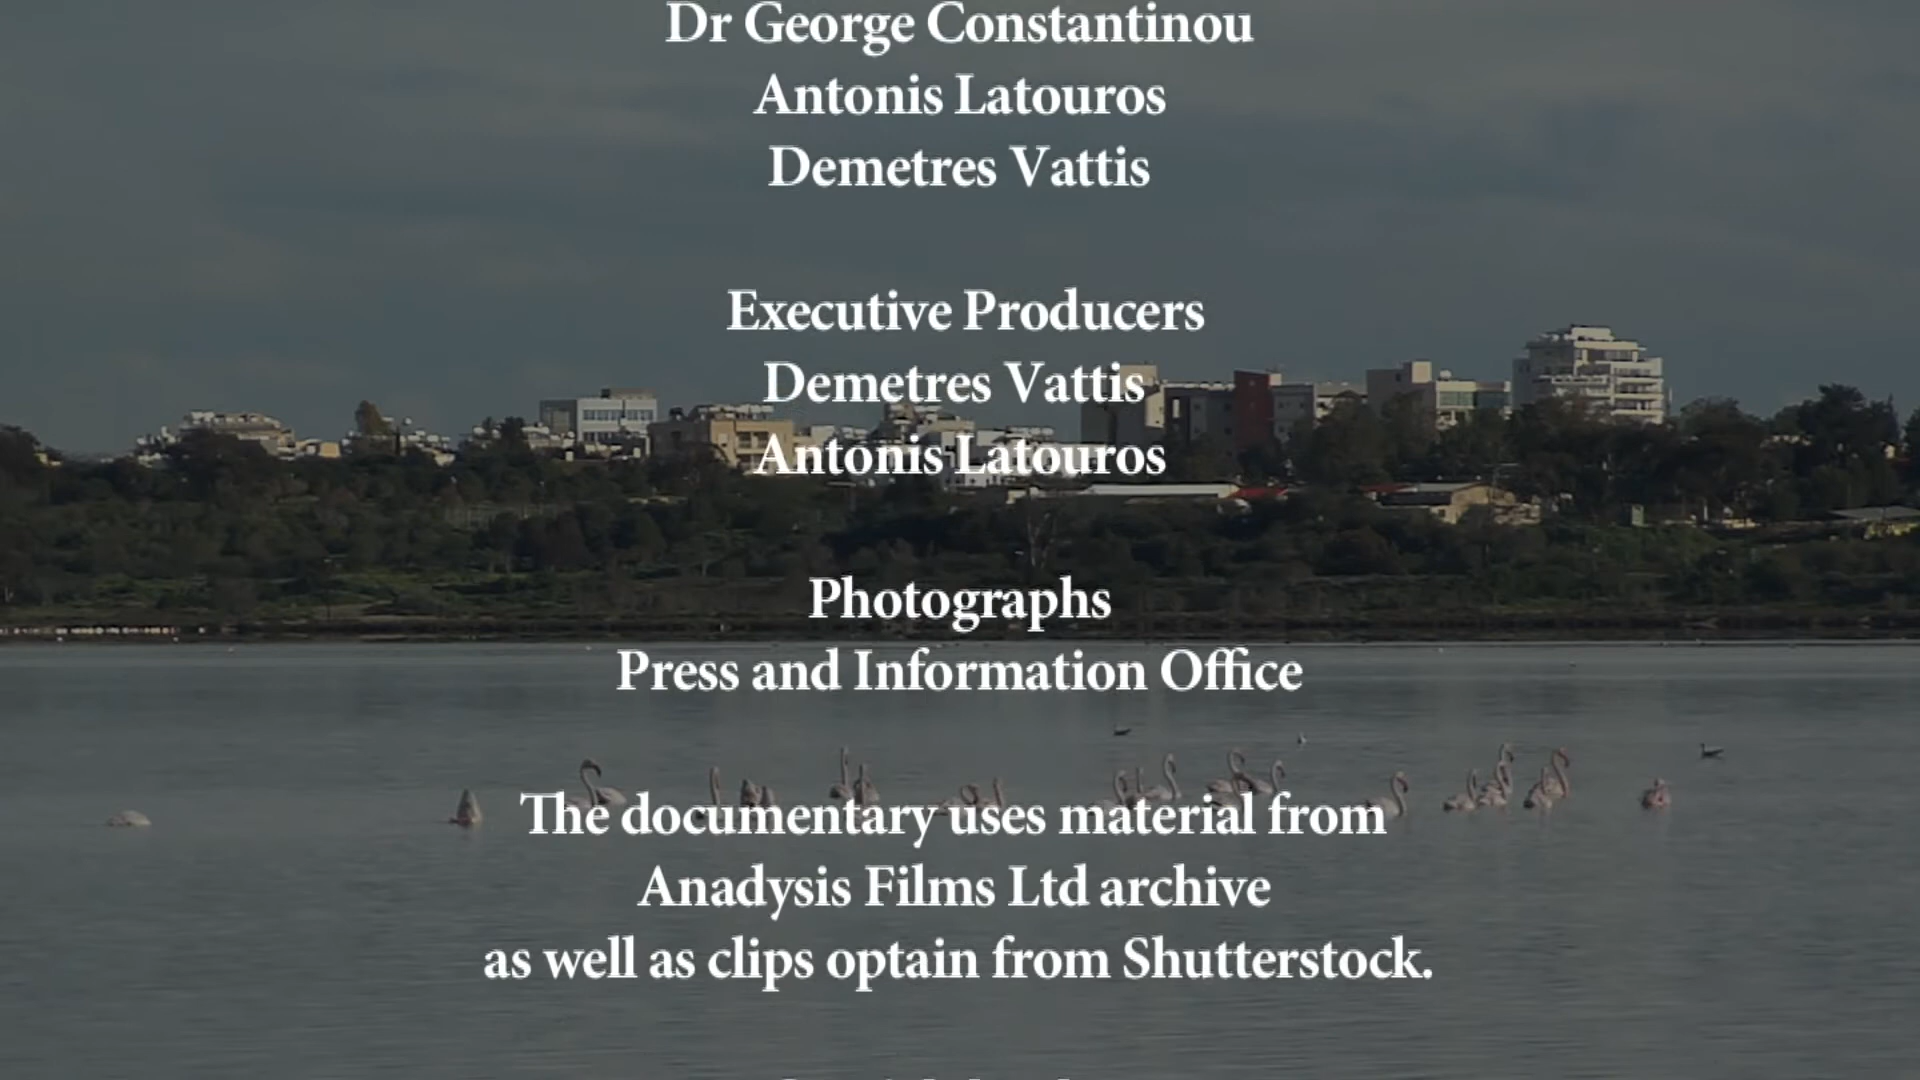 Dr George Constantinou
Antonis Latouros
Demetres Vattis
Executive Producers
Demetres Vattis
Antonis Latouros
Photographs
Press and Information Office
The documentary uses material from
Anadysis Films Ltd archive
as well as clips optain from Shutterstock.